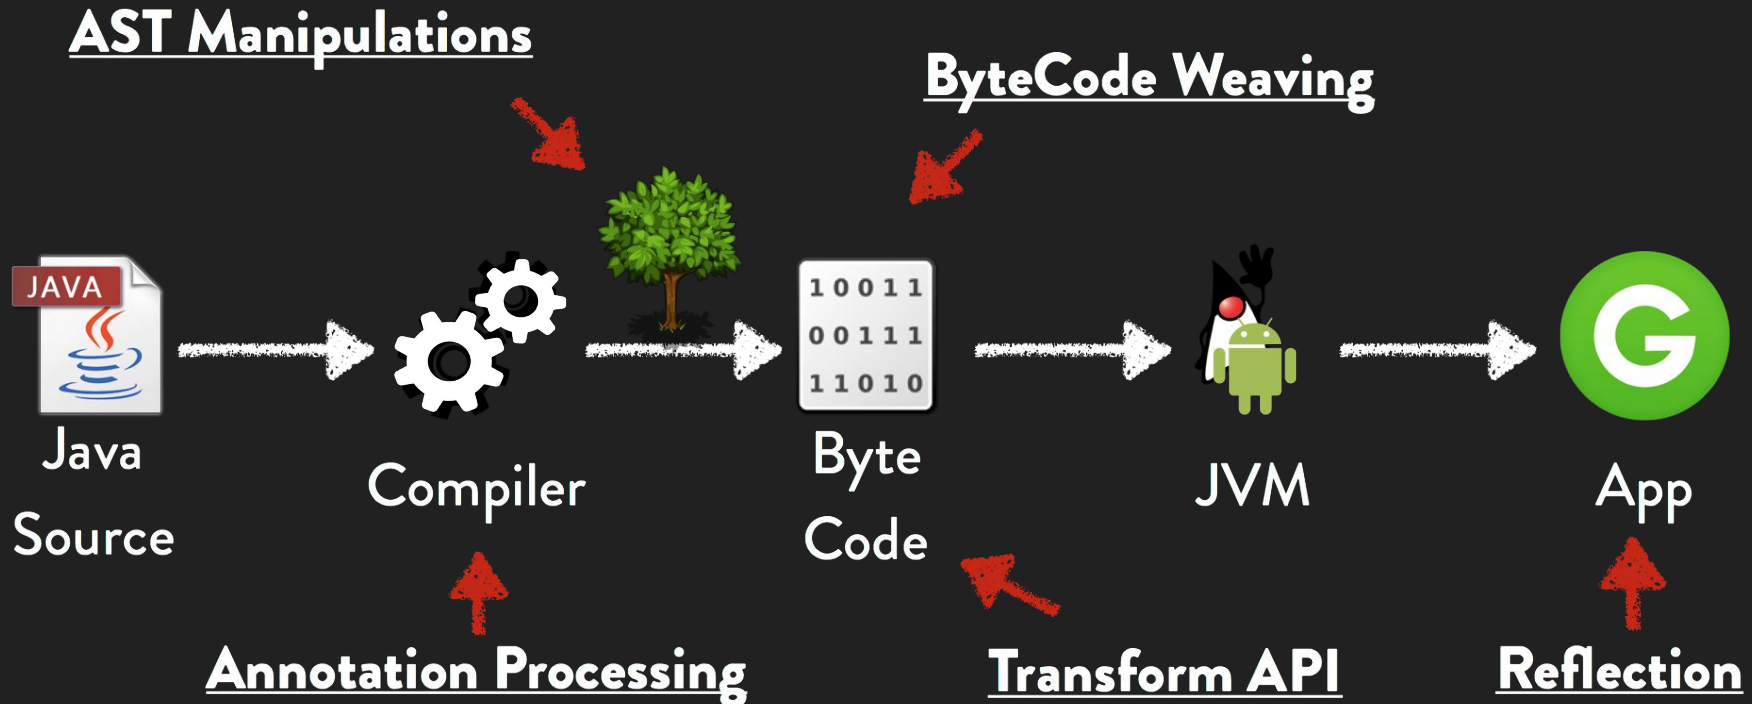 AST Manipulations
ByteCode Weaving
JAVA
10011
00111
11010
G
Java
Source
Compiler
Byte
Code
JVM
App
Annotation Processing
Transform API
Reflection